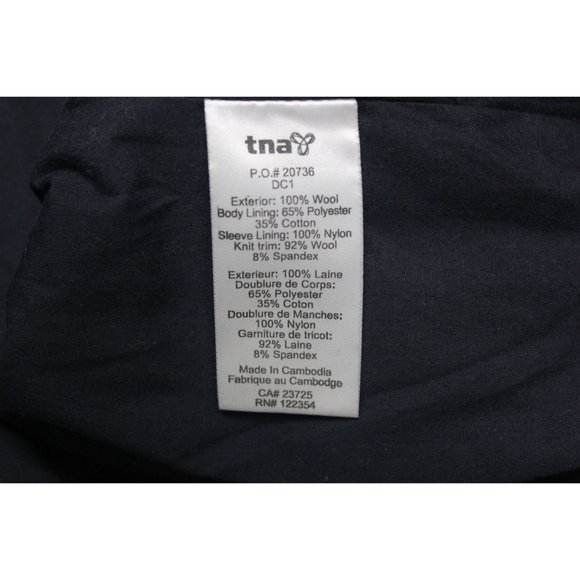 tna
P.O.# 20736
DC1
Exterior: 100% Wool
Body Lining: 65% Polyester
35% Cotton
Sleeve Lining: 100% Nylon
Knit trim: 92% Wool
8% Spandex
Exterieur: 100% Laine
Doublure de Corps:
65% Polyester
35% Coton
Doublure de Manches:
100% Nylon
Garniture de tricot:
92% Laine
8% Spandex
Made In Cambodia
Fabrique au Cambodge
CA# 23725
RN# 122354